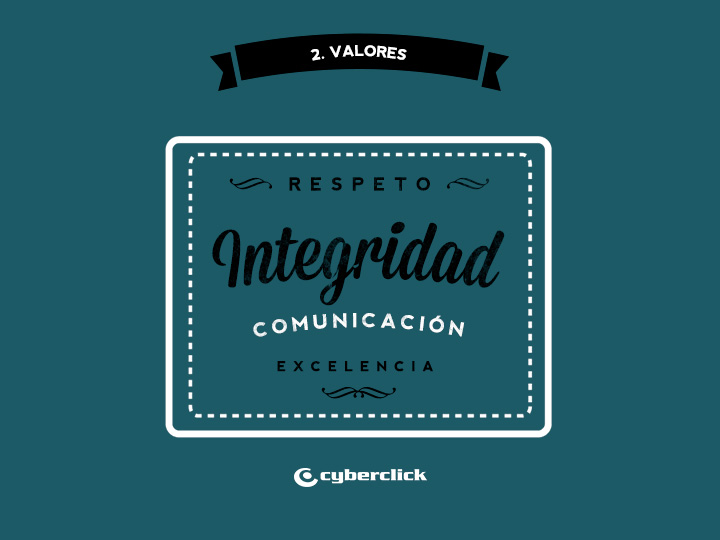 2. VALORES
RESPETO
Integridad
COMUNICACIÓN
EXCELENCIA
cyberclick